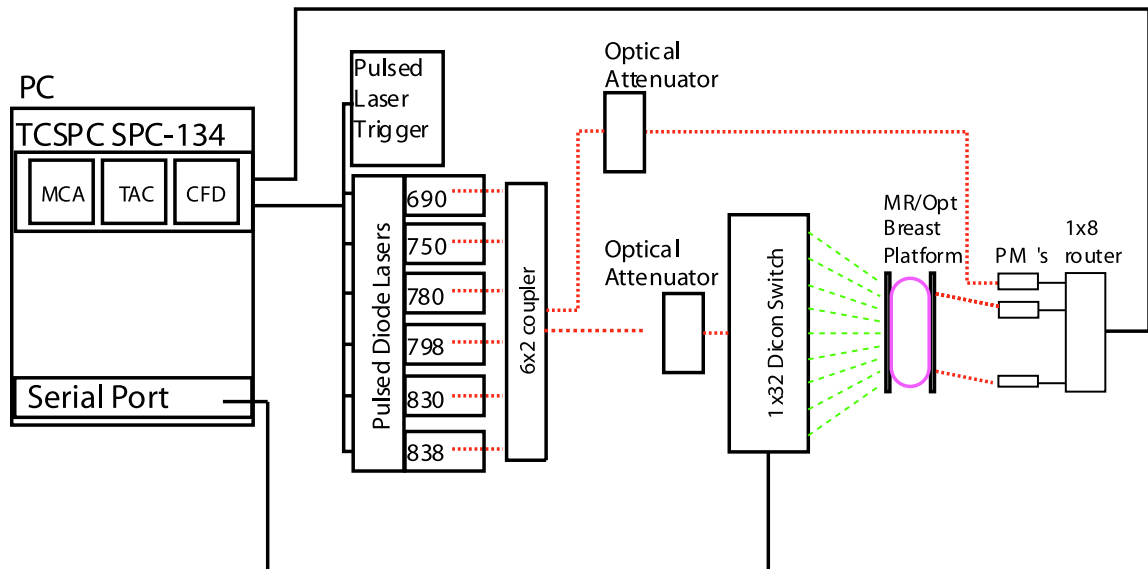 PC
TCSPC SPC-134
MCA
TAC
CFD
Serial Port
Pulsed
Laser
Trigger
Pulsed Diode Lasers
690
750
780
798
830
838
6x2 coupler
Optical
Attenuator
Optical
Attenuator
1x32 Dicon Switch
MR/Opt
Breast
Platform
PM 's
1x8
router